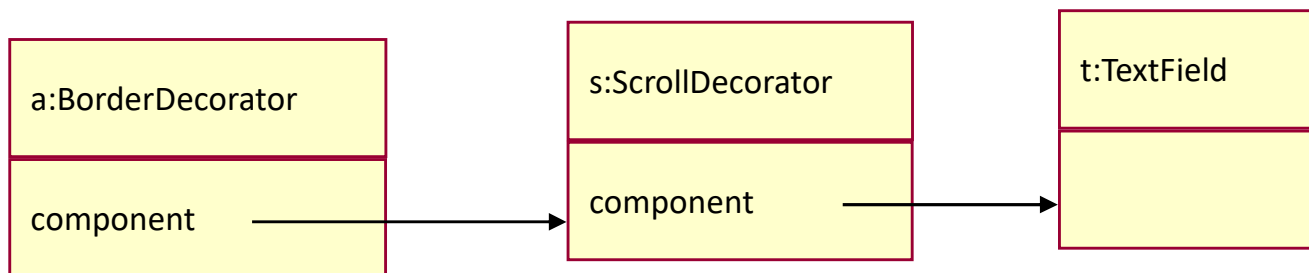 a:BorderDecorator
component
s:ScrollDecorator
component
t:TextField